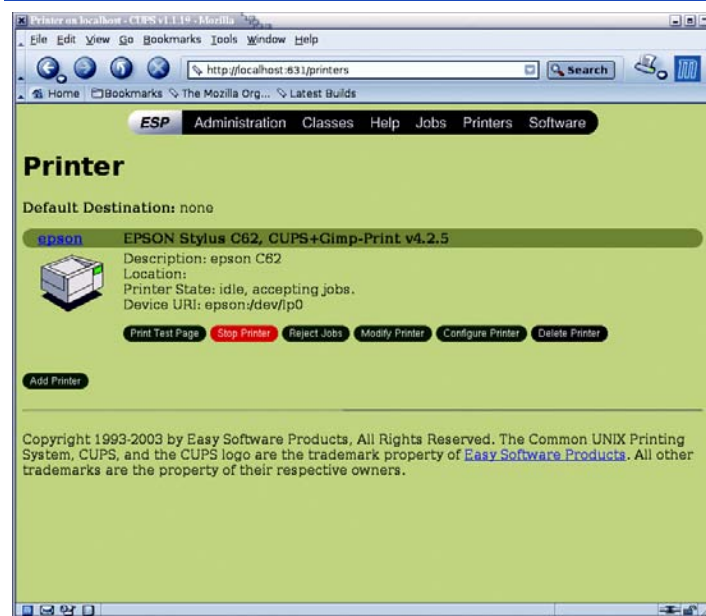 Printer on localhost - CUPS v1.1.19 - Mozilla
File Edit View Go Bookmarks Tools Window Help
http://localhost:631/printers
Search
Home Bookmarks The Mozilla Org... Latest Builds
ESP Administration Classes Help Jobs Printers Software
Printer
Default Destination: none
epson EPSON Stylus C62, CUPS+Gimp-Print v4.2.5
Description: epson C62
Location:
Printer State: idle, accepting jobs.
Device URI: epson:/dev/lp0
Print Test Page Stop Printer Reject Jobs Modify Printer Configure Printer Delete Printer
Add Printer
Copyright 1993-2003 by Easy Software Products, All Rights Reserved. The Common UNIX Printing
System, CUPS, and the CUPS logo are the trademark property of Easy Software Products. All other
trademarks are the property of their respective owners.